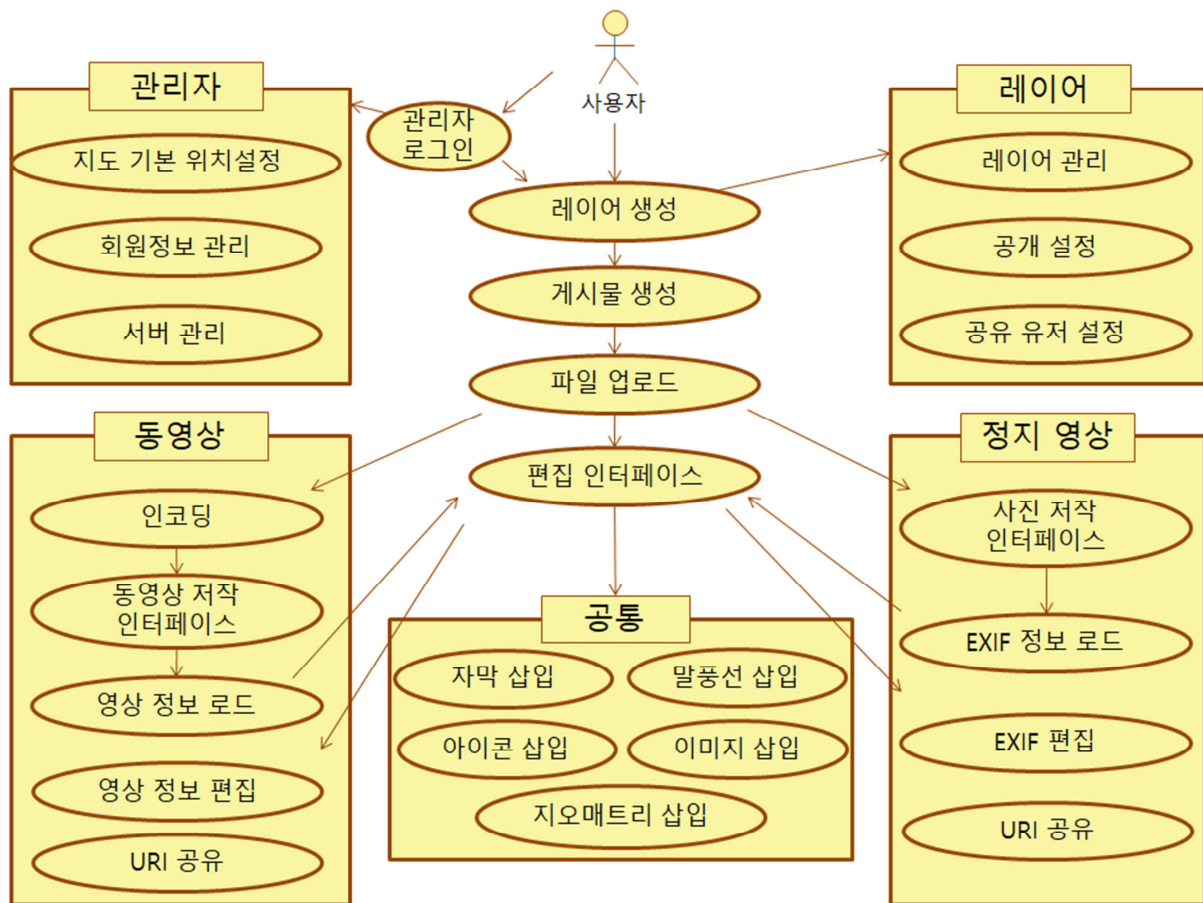 사용자
관리자
로그인
레이어 생성
게시물 생성
파일 업로드
편집 인터페이스
관리자
지도 기본 위치설정
회원정보 관리
서버 관리
레이어
레이어 관리
공개 설정
공유 유저 설정
동영상
인코딩
동영상 저작
인터페이스
영상 정보 로드
영상 정보 편집
URI 공유
공통
자막 삽입
말풍선 삽입
아이콘 삽입
이미지 삽입
지오매트리 삽입
정지 영상
사진 저작
인터페이스
EXIF 정보 로드
EXIF 편집
URI 공유